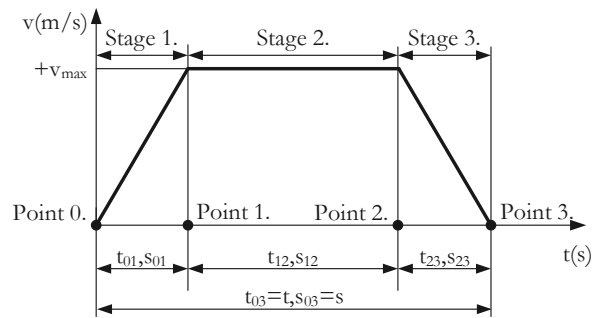 v(m/s)
Stage 1. Stage 2. Stage 3.
+vmax
Point 0. Point 1. Point 2. Point 3.
t(s)
t01,s01 t12,s12 t23,s23
t03=t,s03=s